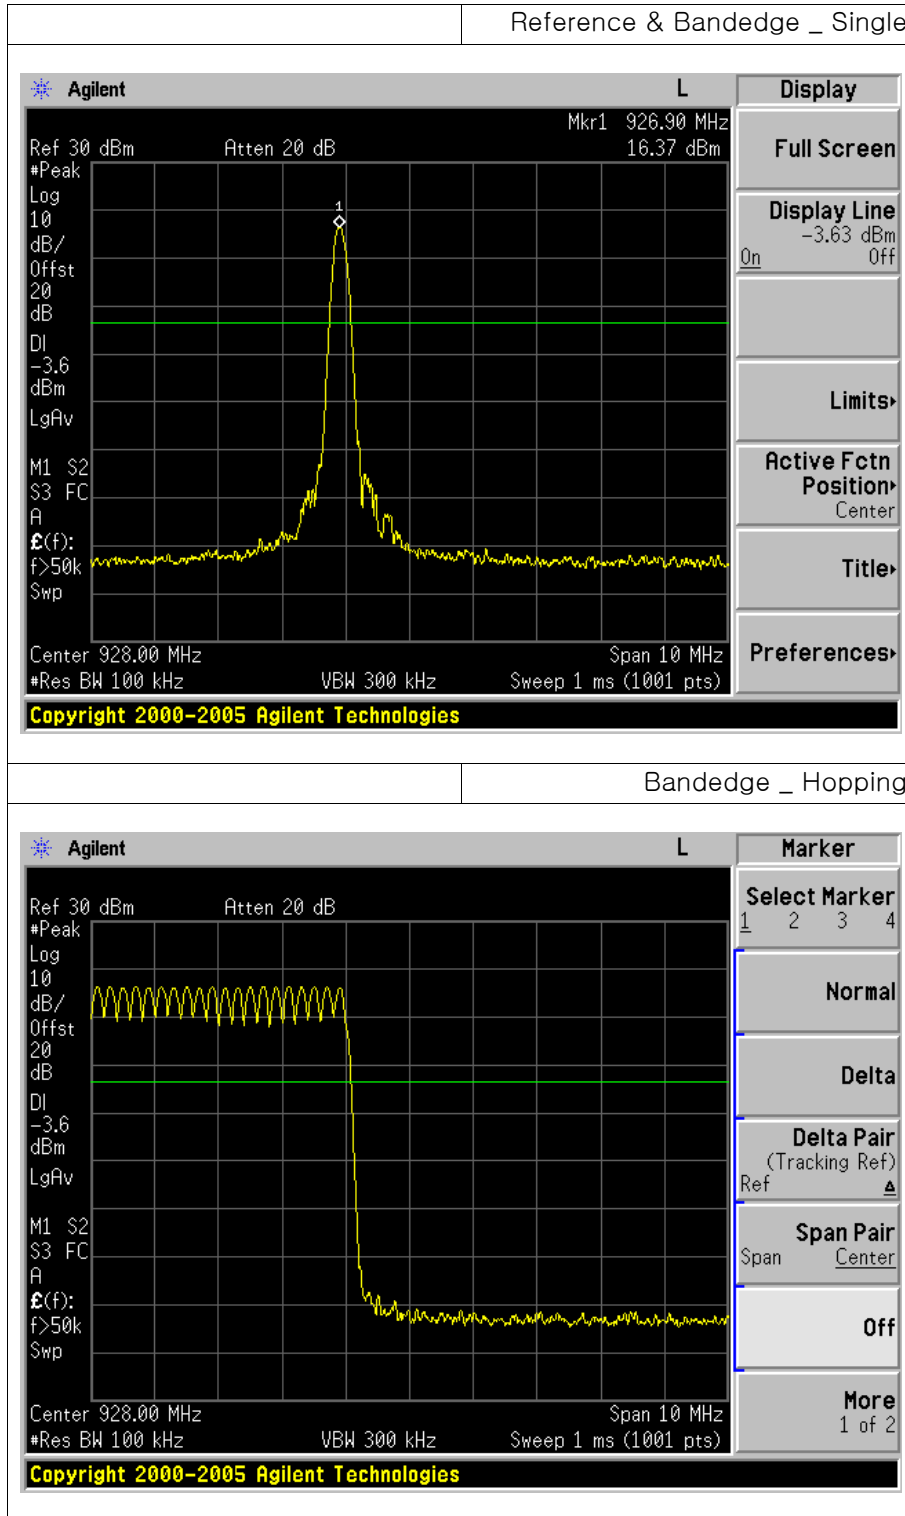 Reference & Bandedge _ Single
Agilent
L
Display
Mkr1 926.90 MHz
Ref 30 dBm Atten 20 dB 16.37 dBm
#Peak
Log
10
dB/
Offst
20
dB
DI
-3.6
dBm
LgAv
M1 S2
S3 FC
A
£(f):
f>50k
Swp
1
Center 928.00 MHz Span 10 MHz
#Res BW 100 kHz VBW 300 kHz Sweep 1 ms (1001 pts)
Copyright 2000-2005 Agilent Technologies
Full Screen
Display Line
-3.63 dBm
On Off
Limits▸
Active Fctn
Position▸
Center
Title▸
Preferences▸
Bandedge _ Hopping
Agilent
L
Marker
Ref 30 dBm Atten 20 dB
#Peak
Log
10
dB/
Offst
20
dB
DI
-3.6
dBm
LgAv
M1 S2
S3 FC
A
£(f):
f>50k
Swp
Center 928.00 MHz Span 10 MHz
#Res BW 100 kHz VBW 300 kHz Sweep 1 ms (1001 pts)
Copyright 2000-2005 Agilent Technologies
Select Marker
1 2 3 4
Normal
Delta
Delta Pair
(Tracking Ref)
Ref Δ
Span Pair
Span Center
Off
More
1 of 2